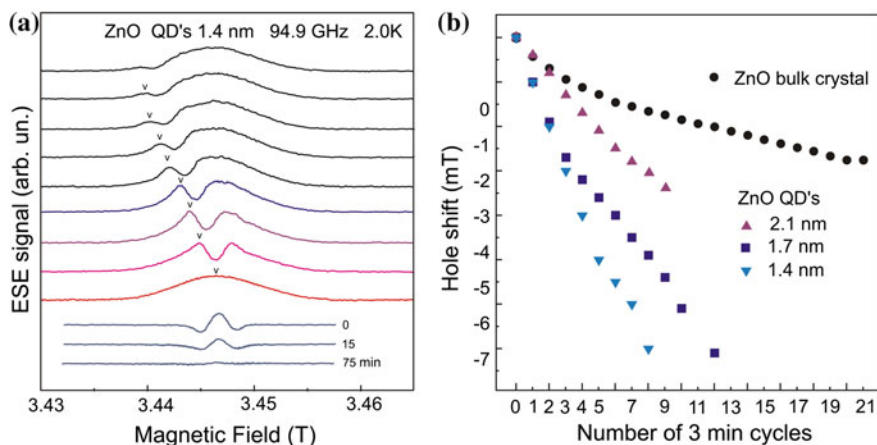 (a) ZnO QD's 1.4 nm 94.9 GHz 2.0K
ESE signal (arb. un.)
0
15
75 min
3.43 3.44 3.45 3.46
Magnetic Field (T)
(b)
ZnO bulk crystal
ZnO QD's
2.1 nm
1.7 nm
1.4 nm
Hole shift (mT)
0
-1
-2
-3
-4
-5
-6
-7
0 1 2 3 4 5 7 9 11 13 15 17 19 21
Number of 3 min cycles